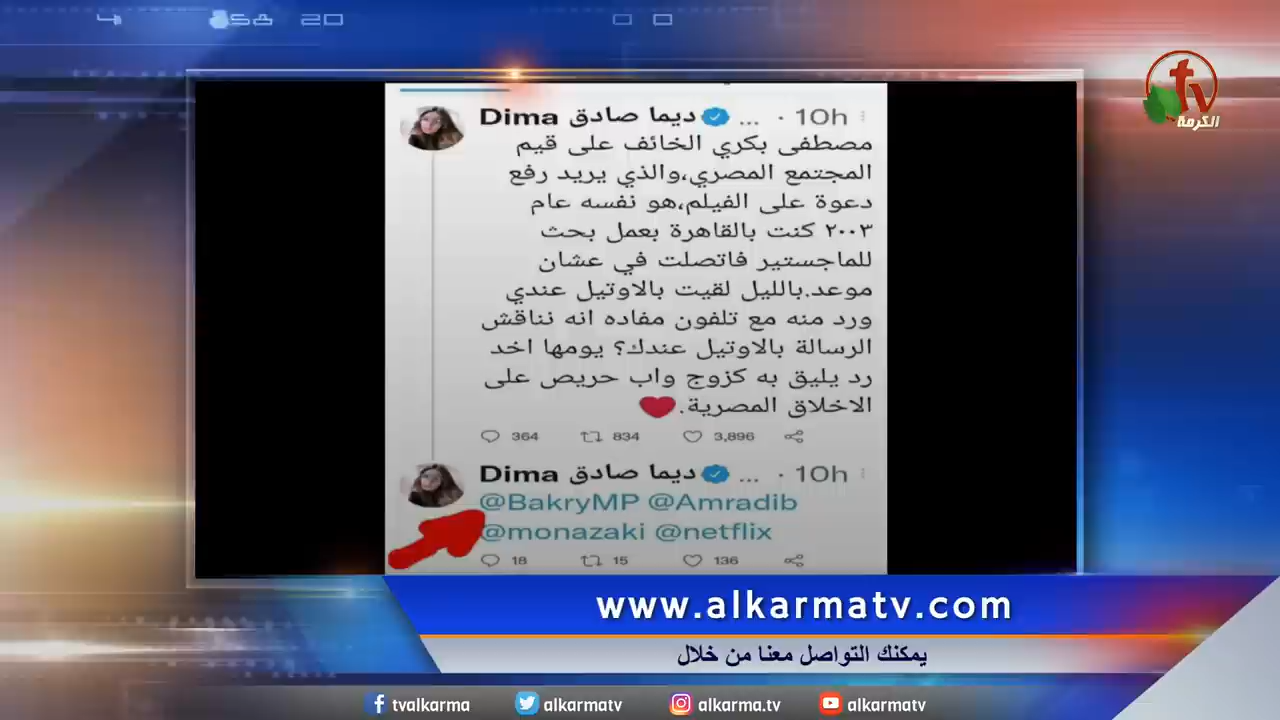 tv
الكرمة
Dima ديما صادق ... · 10h
مصطفى بكري الخائف على قيم
المجتمع المصري،والذي يريد رفع
دعوة على الفيلم،هو نفسه عام
٢٠٠٣ كنت بالقاهرة بعمل بحث
للماجستير فاتصلت في عشان
موعد.بالليل لقيت بالاوتيل عندي
ورد منه مع تلفون مفاده انه نناقش
الرسالة بالاوتيل عندك؟ يومها اخد
رد يليق به كزوج واب حريص على
الاخلاق المصرية.❤️
364 834 3,896
Dima ديما صادق ... · 10h
@BakryMP @Amradib
@monazaki @netflix
18 15 136
www.alkarmatv.com
يمكنك التواصل معنا من خلال
tvalkarma alkarmatv alkarma.tv alkarmatv